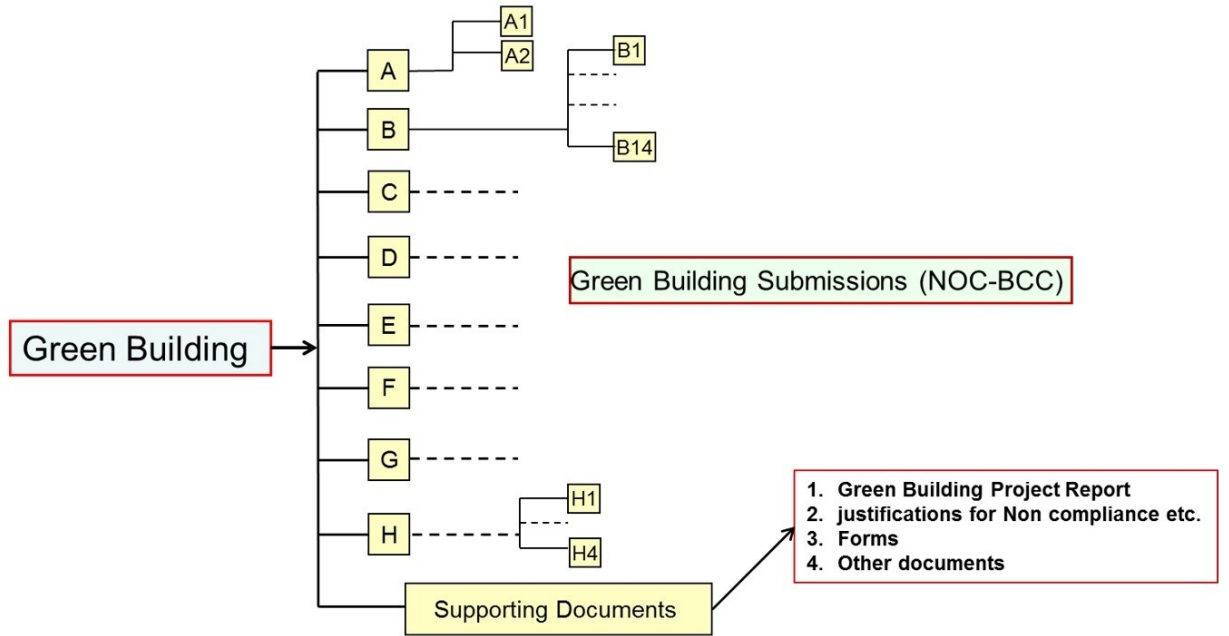 A1
A2
A
B1
B
B14
C
D
Green Building Submissions (NOC-BCC)
E
Green Building
F
G
H1
H
H4
1. Green Building Project Report
2. justifications for Non compliance etc.
3. Forms
4. Other documents
Supporting Documents